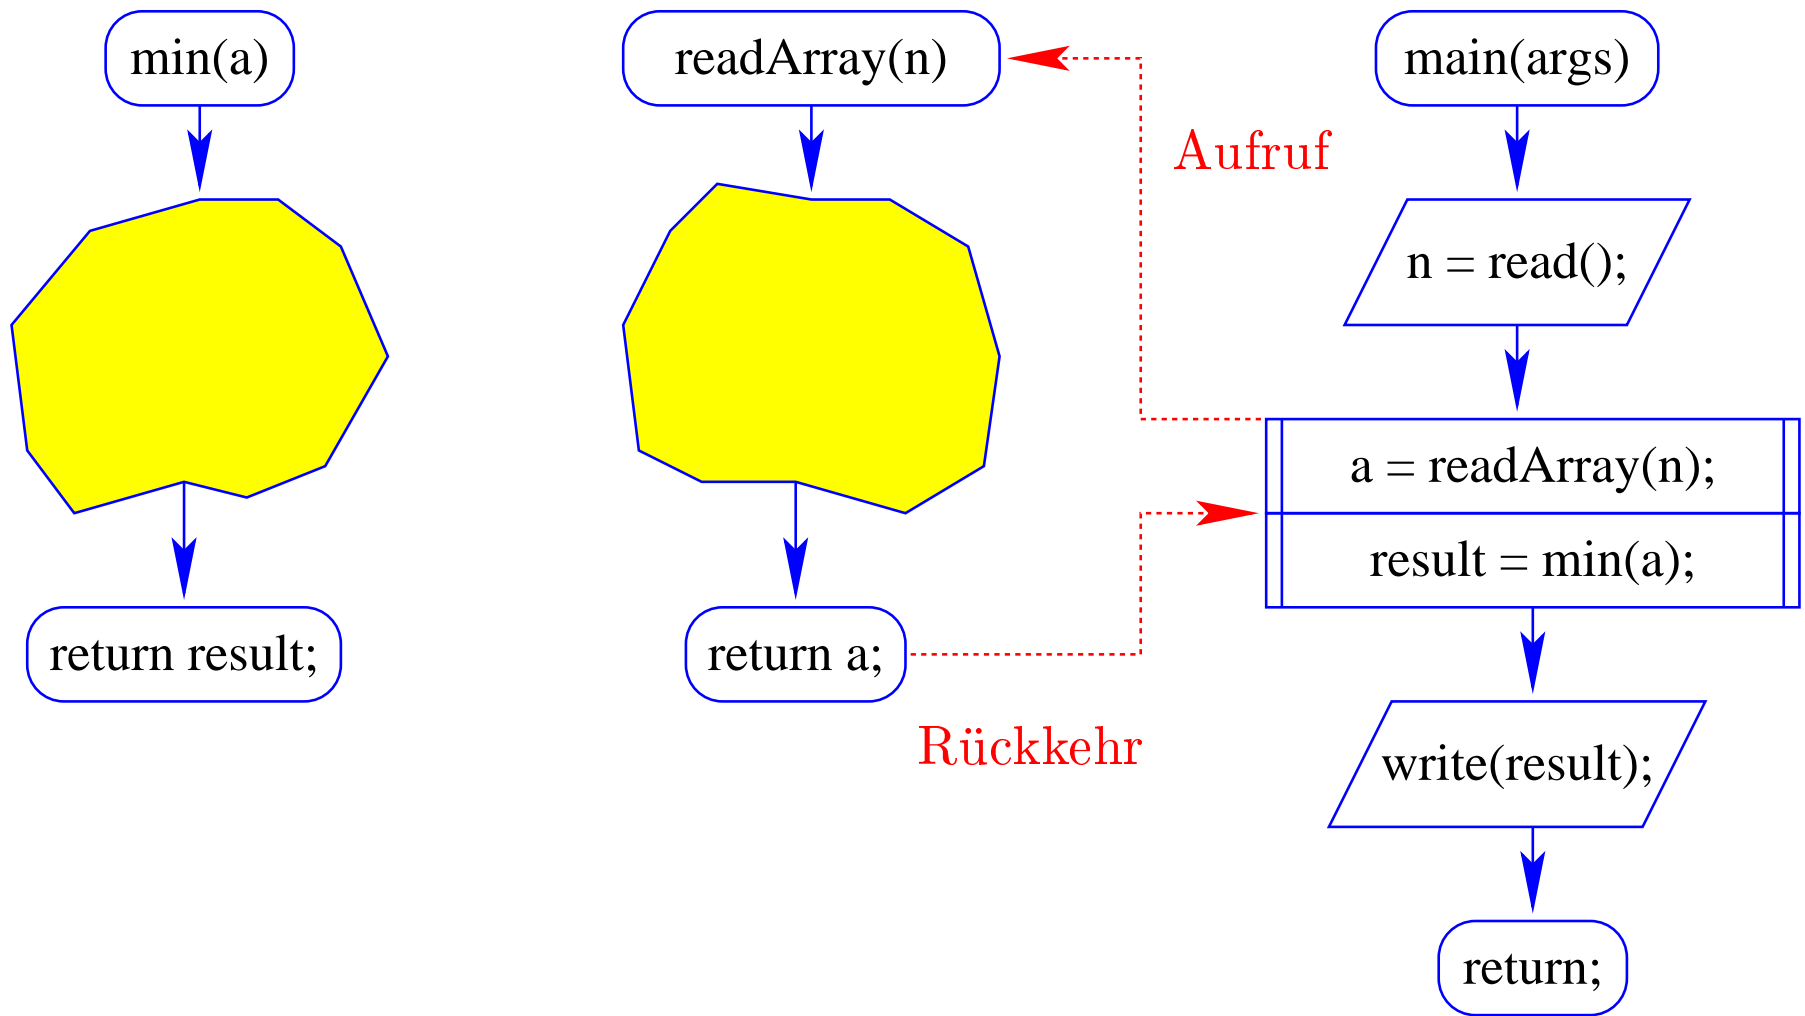 min(a)
return result;
readArray(n)
return a;
Aufruf
Rückkehr
main(args)
n = read();
a = readArray(n);
result = min(a);
write(result);
return;